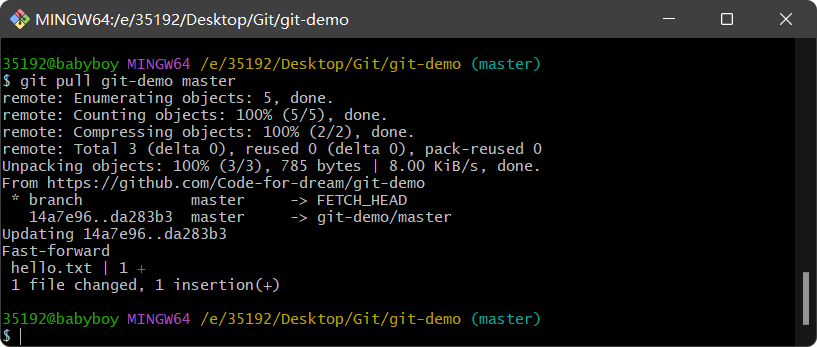 MINGW64:/e/35192/Desktop/Git/git-demo
35192@babyboy MINGW64 /e/35192/Desktop/Git/git-demo (master)
$ git pull git-demo master
remote: Enumerating objects: 5, done.
remote: Counting objects: 100% (5/5), done.
remote: Compressing objects: 100% (2/2), done.
remote: Total 3 (delta 0), reused 0 (delta 0), pack-reused 0
Unpacking objects: 100% (3/3), 785 bytes | 8.00 KiB/s, done.
From https://github.com/Code-for-dream/git-demo
 * branch            master     -> FETCH_HEAD
   14a7e96..da283b3  master     -> git-demo/master
Updating 14a7e96..da283b3
Fast-forward
 hello.txt | 1 +
 1 file changed, 1 insertion(+)
35192@babyboy MINGW64 /e/35192/Desktop/Git/git-demo (master)
$